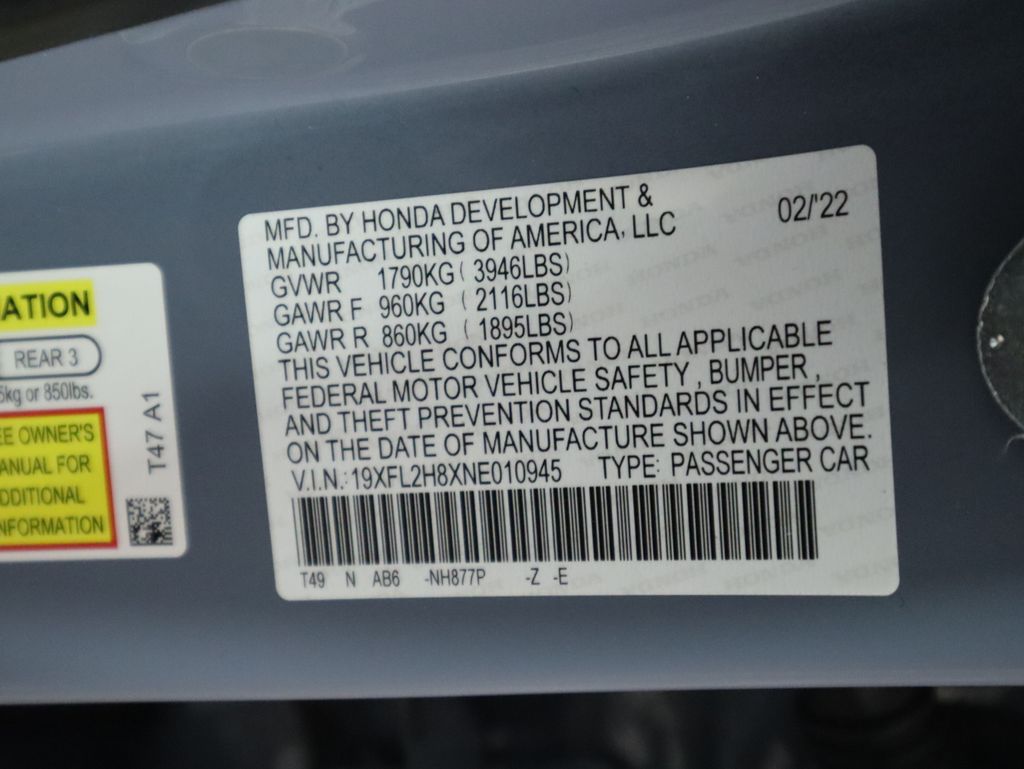 ATION
REAR 3
5kg or 850lbs.
EE OWNER'S
ANUAL FOR
DDITIONAL
NFORMATION
T47 A1
MFD. BY HONDA DEVELOPMENT &
MANUFACTURING OF AMERICA, LLC
02/'22
GVWR 1790KG ( 3946LBS)
GAWR F 960KG ( 2116LBS)
GAWR R 860KG ( 1895LBS)
THIS VEHICLE CONFORMS TO ALL APPLICABLE
FEDERAL MOTOR VEHICLE SAFETY , BUMPER ,
AND THEFT PREVENTION STANDARDS IN EFFECT
ON THE DATE OF MANUFACTURE SHOWN ABOVE.
V.I.N.: 19XFL2H8XNE010945 TYPE: PASSENGER CAR
T49 N AB6 -NH877P -Z -E